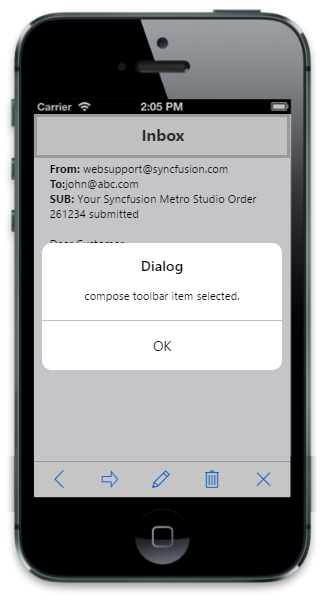 Carrier 2:05 PM
Inbox
From: websupport@syncfusion.com
To:john@abc.com
SUB: Your Syncfusion Metro Studio Order
261234 submitted
Dear Customer
Dialog
compose toolbar item selected.
OK